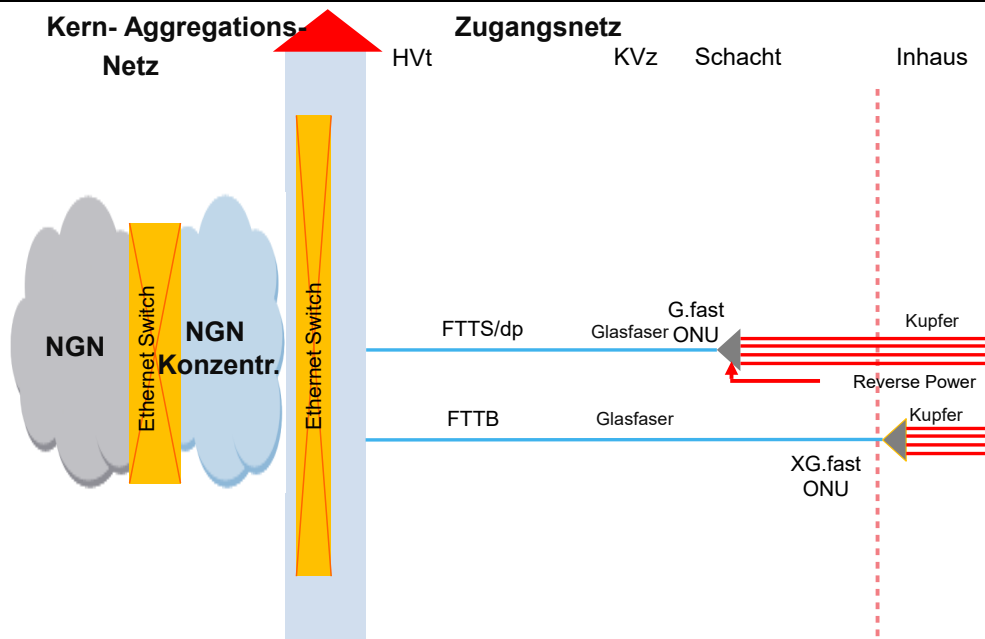 Kern- Aggregations-
Netz
Zugangsnetz
HVt
KVz
Schacht
Inhaus
NGN
Ethernet Switch
NGN
Konzentr.
Ethernet Switch
FTTS/dp
Glasfaser
G.fast
ONU
Kupfer
Reverse Power
FTTB
Glasfaser
Kupfer
XG.fast
ONU